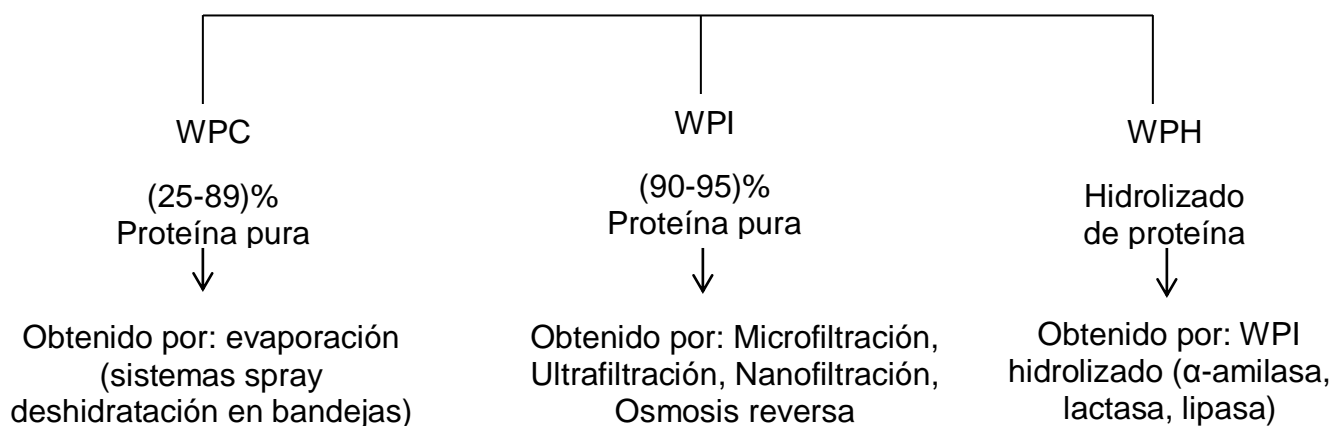 WPC
(25-89)%
Proteína pura
Obtenido por: evaporación
(sistemas spray
deshidratación en bandejas)
WPI
(90-95)%
Proteína pura
Obtenido por: Microfiltración,
Ultrafiltración, Nanofiltración,
Osmosis reversa
WPH
Hidrolizado
de proteína
Obtenido por: WPI
hidrolizado (α-amilasa,
lactasa, lipasa)